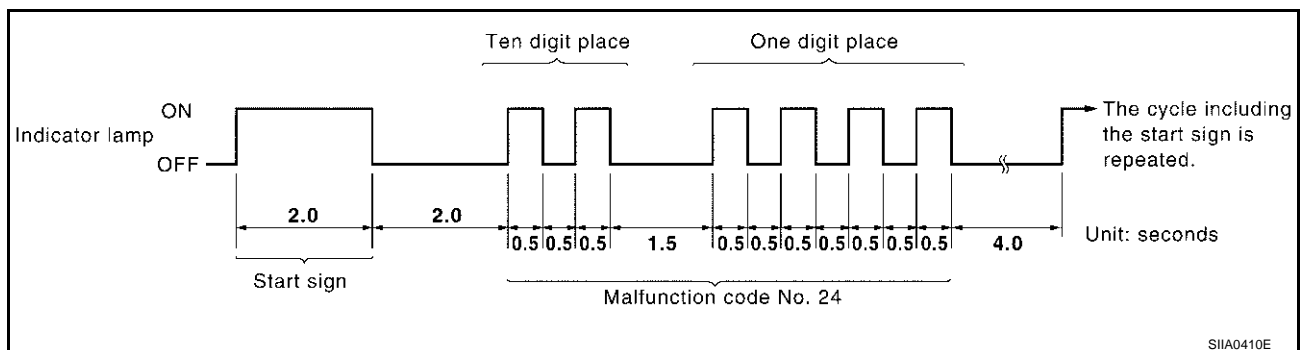 Ten digit place One digit place
ON
Indicator lamp
OFF
The cycle including
the start sign is
repeated.
2.0 2.0 0.5 0.5 0.5 1.5 0.5 0.5 0.5 0.5 0.5 0.5 0.5 4.0 Unit: seconds
Start sign
Malfunction code No. 24
SIIA0410E